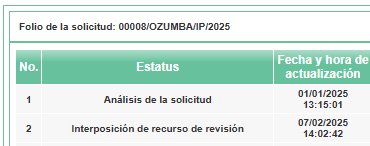 Folio de la solicitud: 00008/OZUMBA/IP/2025
No. Estatus Fecha y hora de actualización
1 Análisis de la solicitud 01/01/2025 13:15:01
2 Interposición de recurso de revisión 07/02/2025 14:02:42